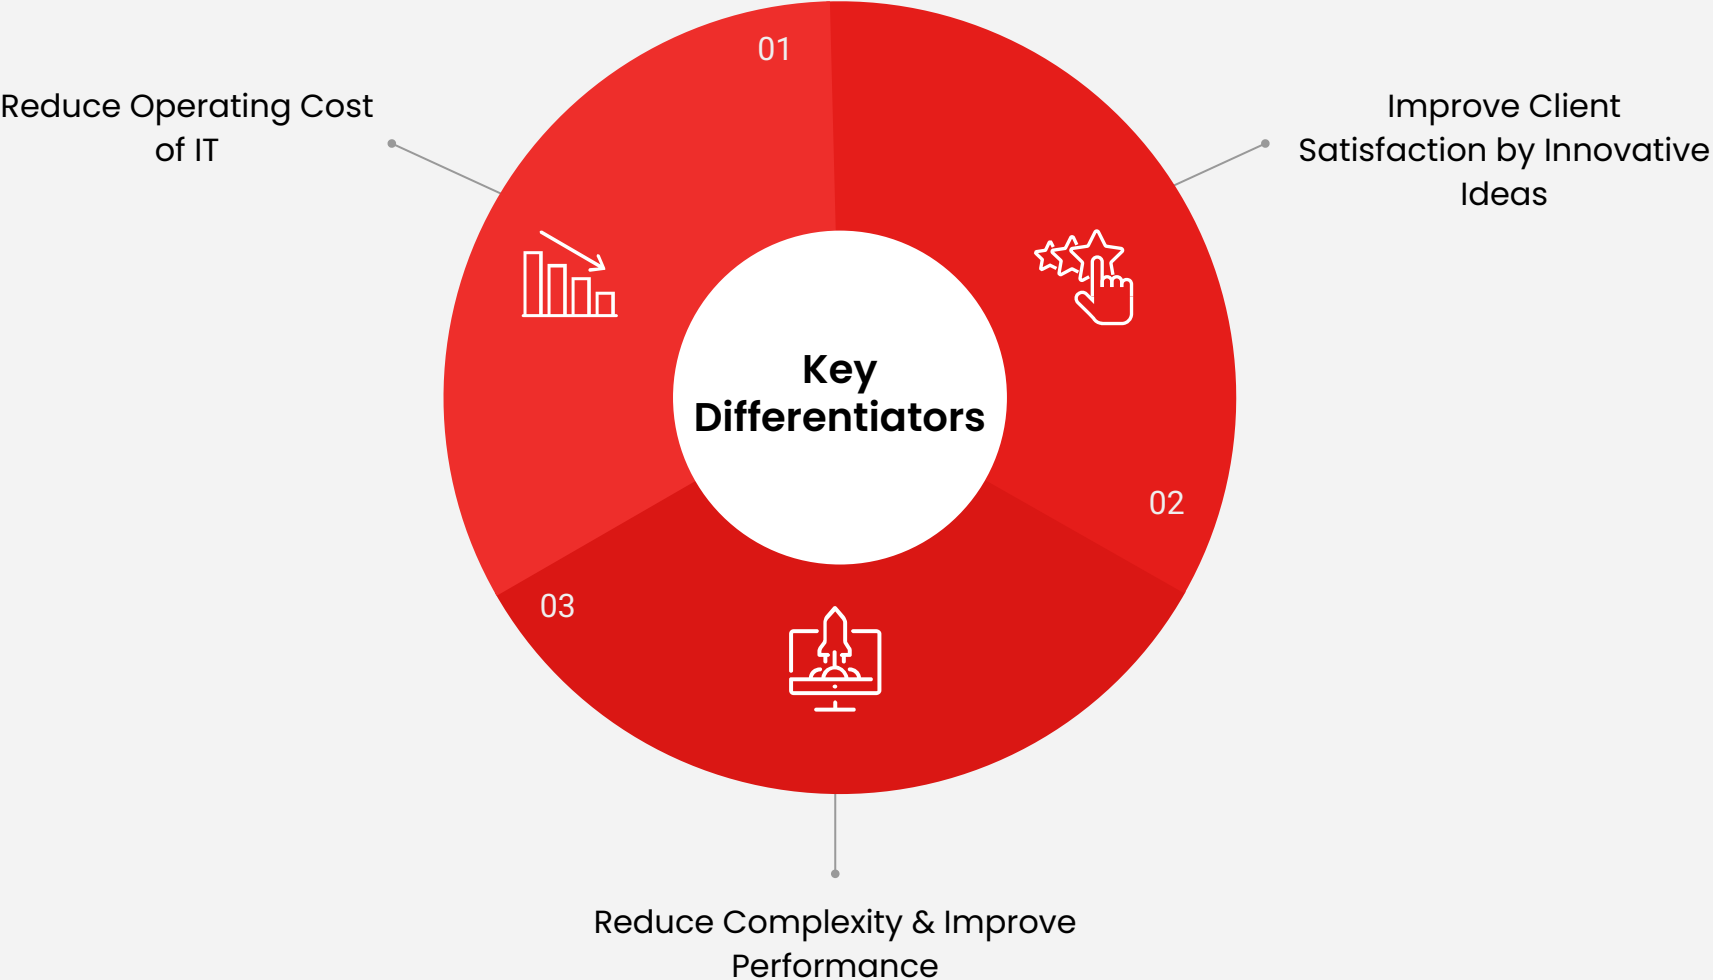 01
Reduce Operating Cost
of IT
Improve Client
Satisfaction by Innovative
Ideas
Key
Differentiators
02
03
Reduce Complexity & Improve
Performance